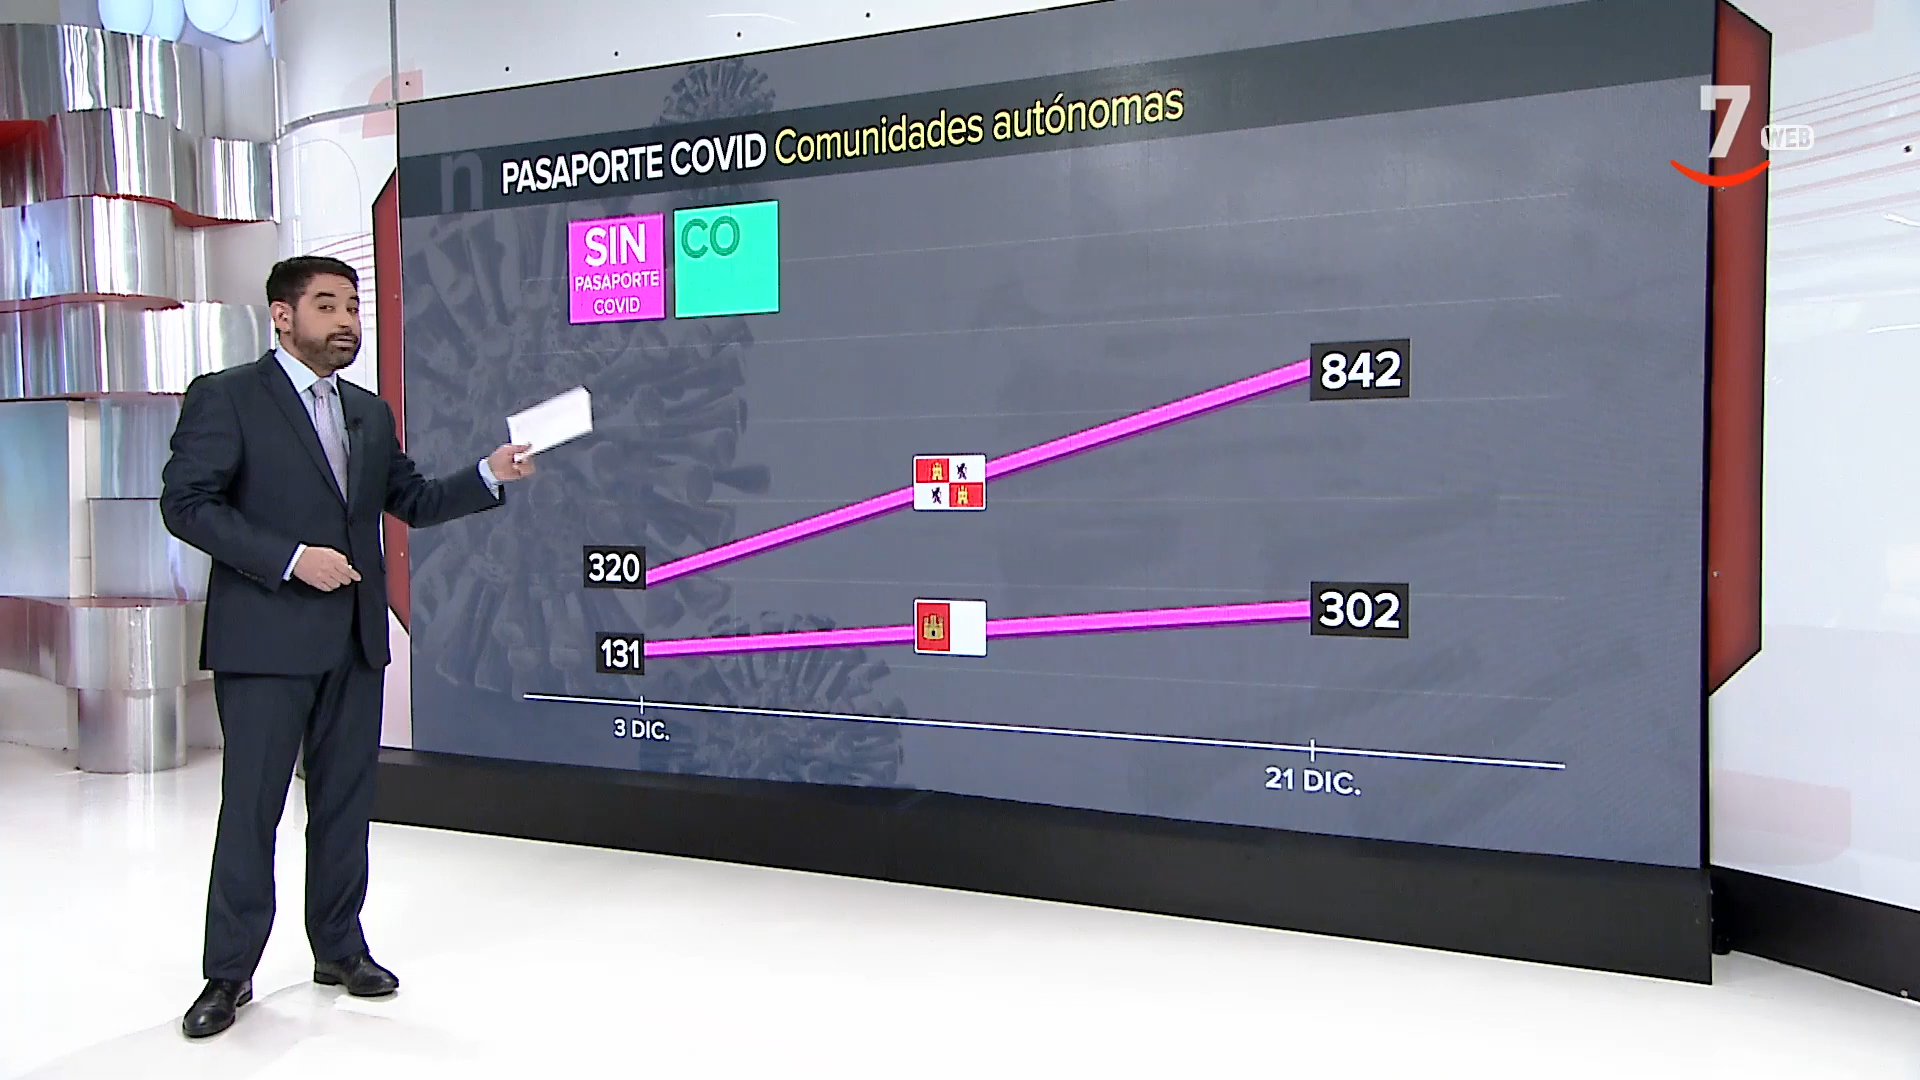 7
WEB
n
PASAPORTE COVID Comunidades autónomas
SIN
PASAPORTE
COVID
CO
842
320
302
131
3 DIC.
21 DIC.